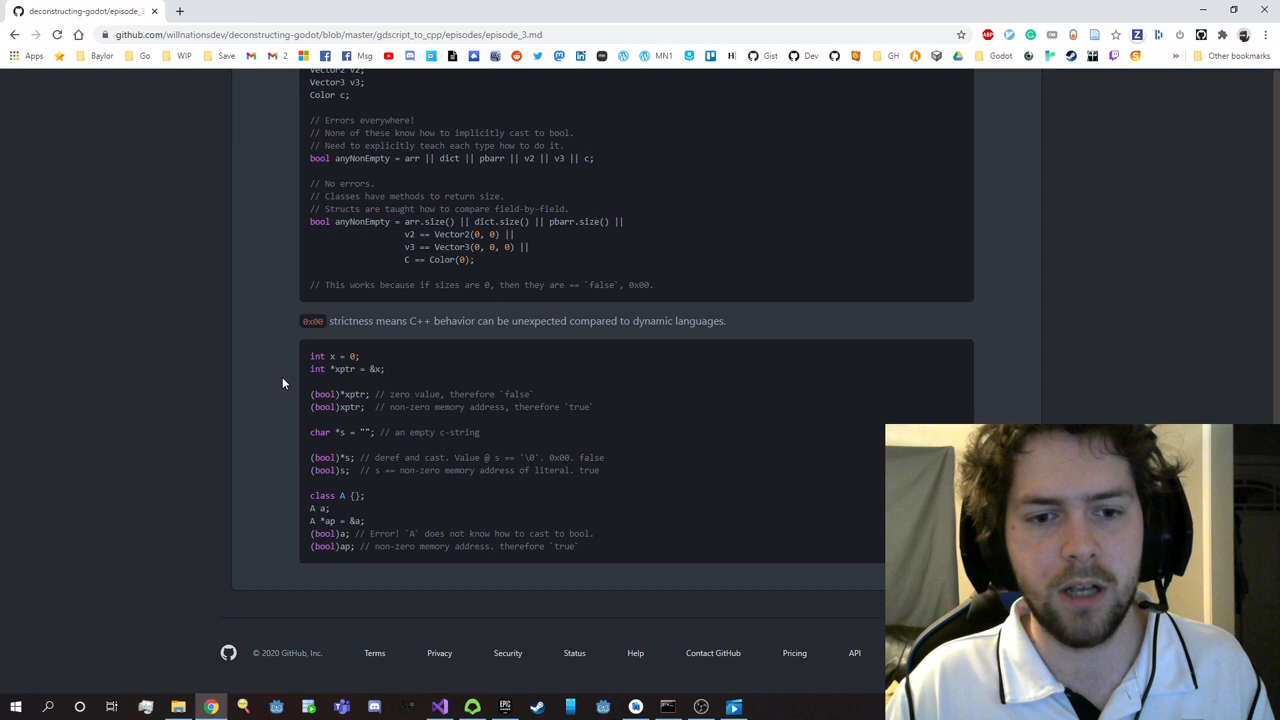 deconstructing-godot/episode_3.
github.com/willnationsdev/deconstructing-godot/blob/master/gdscript_to_cpp/episodes/episode_3.md
Apps Baylor Go WIP Save M 2 Msg MN1 Gist Dev GH Godot » Other bookmarks
Vector2 v2;
Vector3 v3;
Color c;
// Errors everywhere!
// None of these know how to implicitly cast to bool.
// Need to explicitly teach each type how to do it.
bool anyNonEmpty = arr || dict || pbarr || v2 || v3 || c;
// No errors.
// Classes have methods to return size.
// Structs are taught how to compare field-by-field.
bool anyNonEmpty = arr.size() || dict.size() || pbarr.size() ||
v2 == Vector2(0, 0) ||
v3 == Vector3(0, 0, 0) ||
C == Color(0);
// This works because if sizes are 0, then they are == `false`, 0x00.
0x00 strictness means C++ behavior can be unexpected compared to dynamic languages.
int x = 0;
int *xptr = &x;
(bool)*xptr; // zero value, therefore `false`
(bool)xptr; // non-zero memory address, therefore `true`
char *s = ""; // an empty c-string
(bool)*s; // deref and cast. Value @ s == '\0'. 0x00. false
(bool)s; // s == non-zero memory address of literal. true
class A {};
A a;
A *ap = &a;
(bool)a; // Error! `A` does not know how to cast to bool.
(bool)ap; // non-zero memory address. therefore `true`
© 2020 GitHub, Inc. Terms Privacy Security Status Help Contact GitHub Pricing API